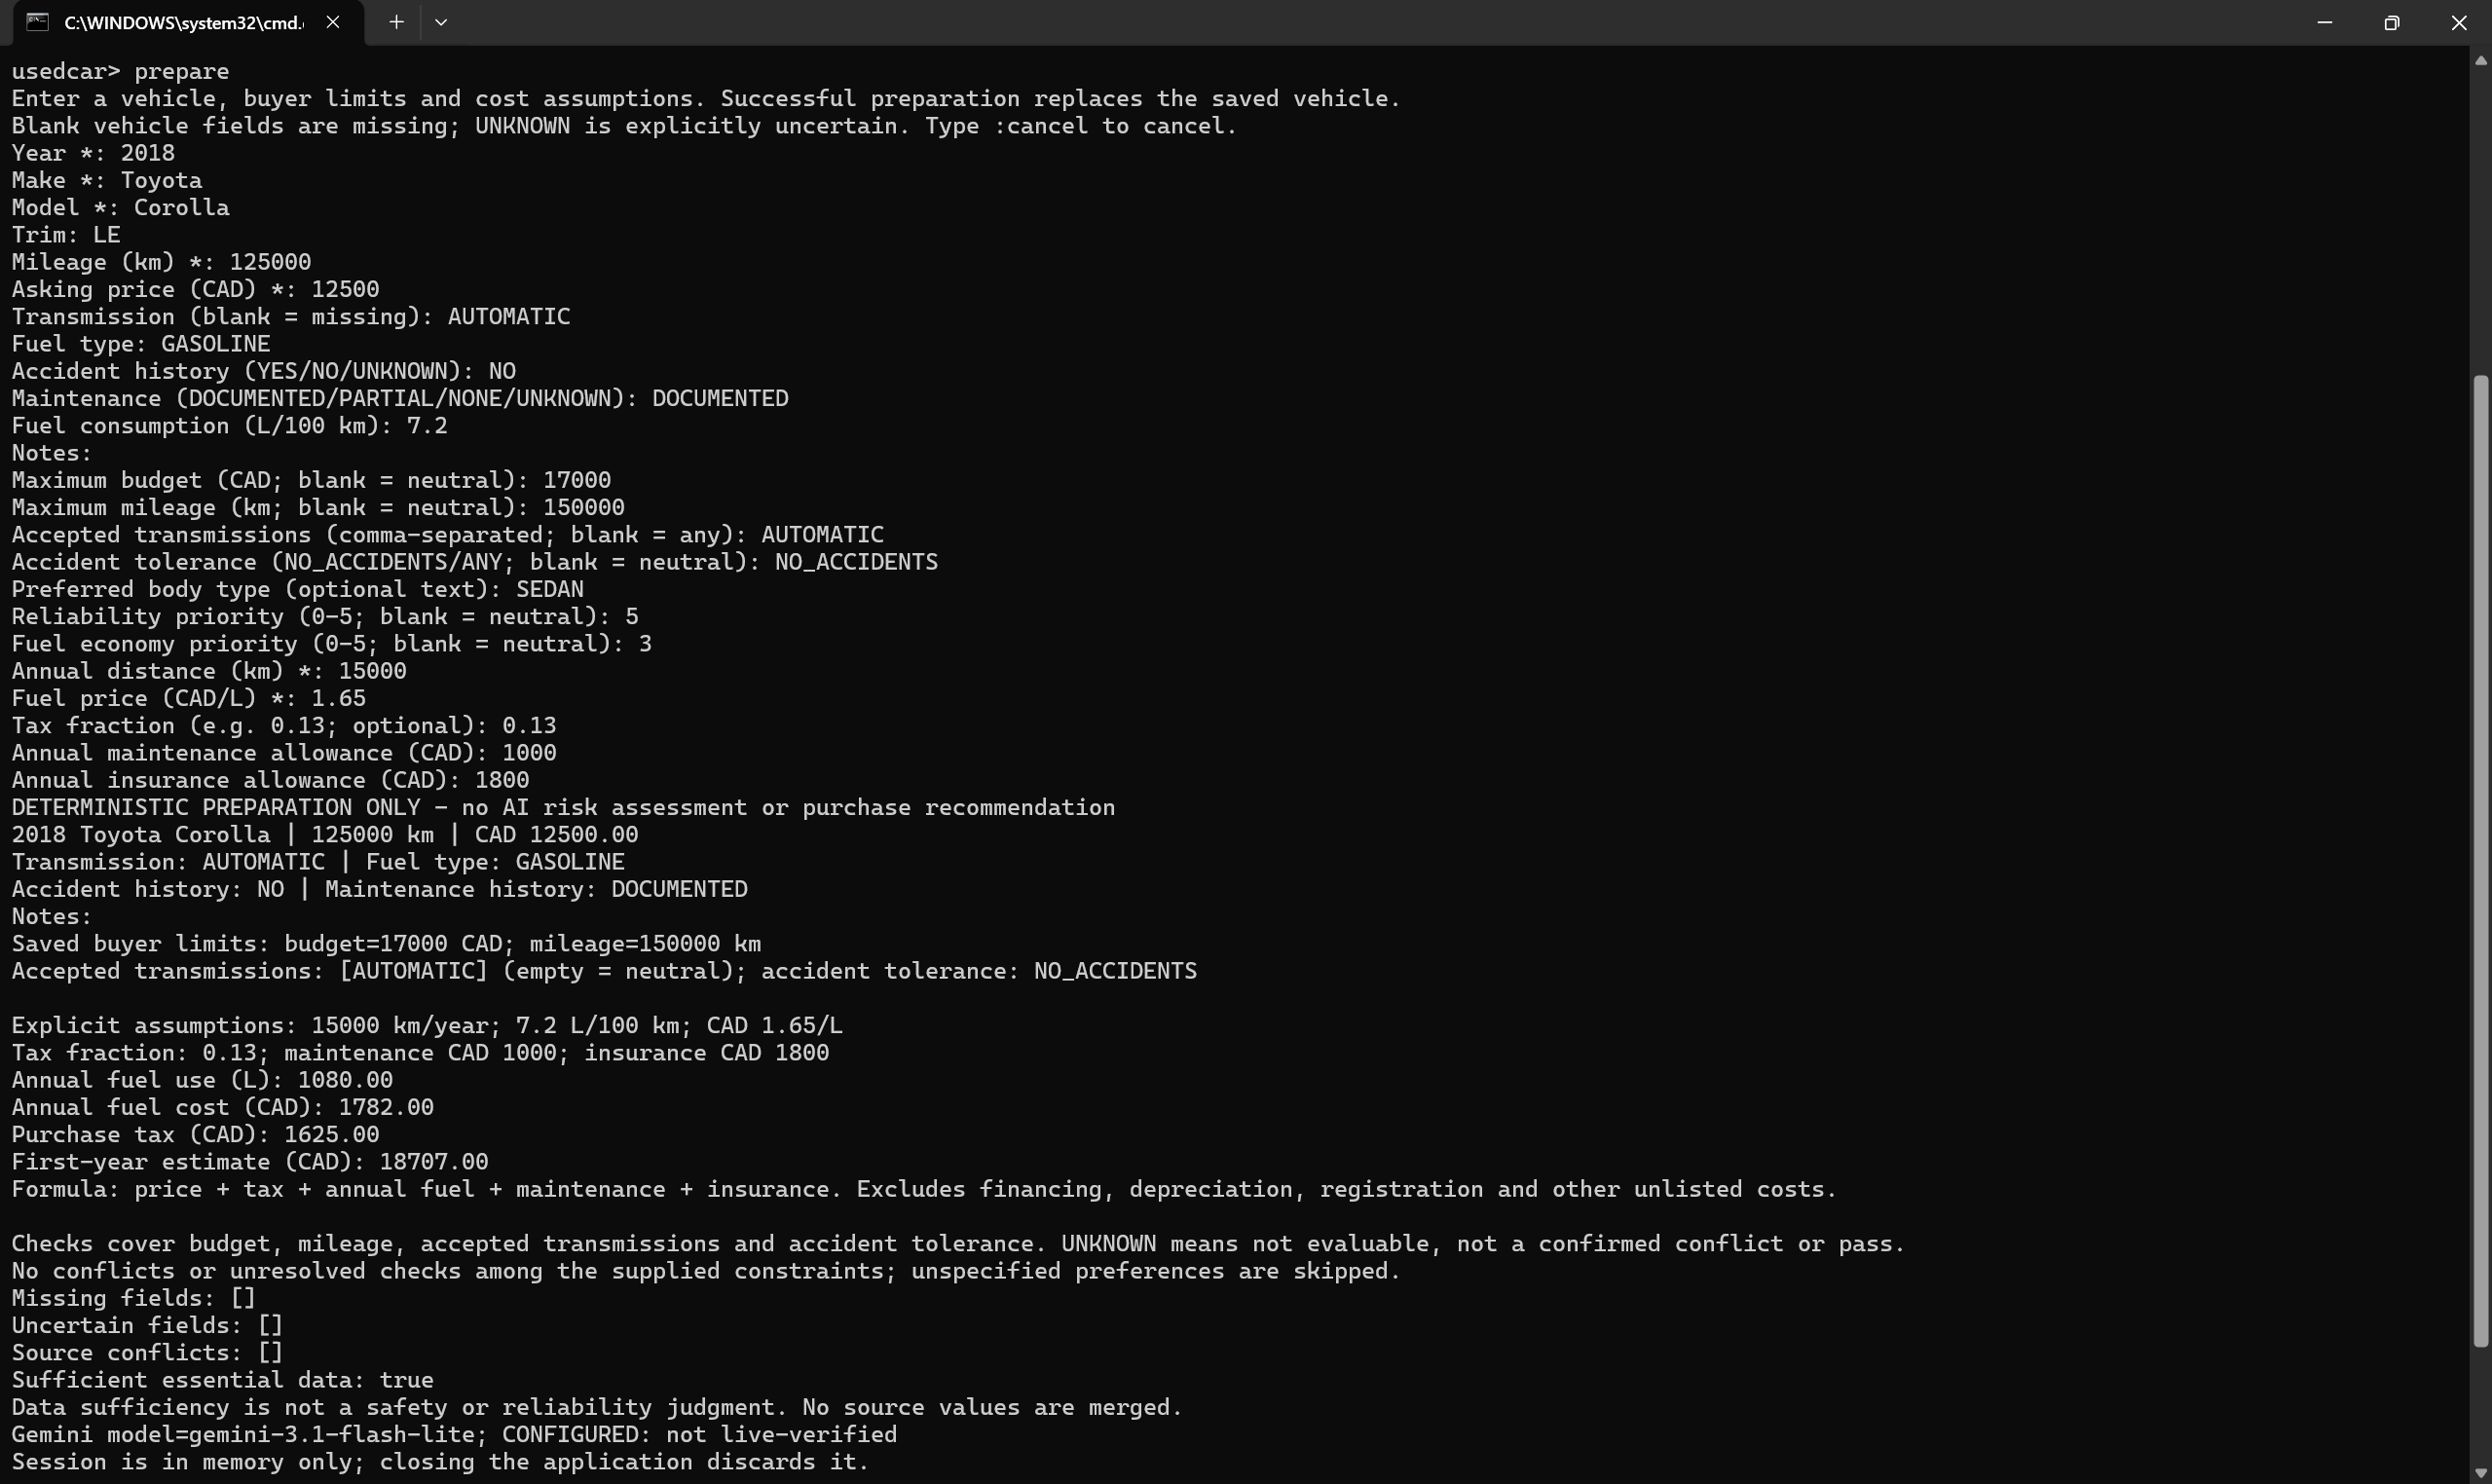 C:\WINDOWS\system32\cmd.
usedcar> prepare
Enter a vehicle, buyer limits and cost assumptions. Successful preparation replaces the saved vehicle.
Blank vehicle fields are missing; UNKNOWN is explicitly uncertain. Type :cancel to cancel.
Year *: 2018
Make *: Toyota
Model *: Corolla
Trim: LE
Mileage (km) *: 125000
Asking price (CAD) *: 12500
Transmission (blank = missing): AUTOMATIC
Fuel type: GASOLINE
Accident history (YES/NO/UNKNOWN): NO
Maintenance (DOCUMENTED/PARTIAL/NONE/UNKNOWN): DOCUMENTED
Fuel consumption (L/100 km): 7.2
Notes:
Maximum budget (CAD; blank = neutral): 17000
Maximum mileage (km; blank = neutral): 150000
Accepted transmissions (comma-separated; blank = any): AUTOMATIC
Accident tolerance (NO_ACCIDENTS/ANY; blank = neutral): NO_ACCIDENTS
Preferred body type (optional text): SEDAN
Reliability priority (0-5; blank = neutral): 5
Fuel economy priority (0-5; blank = neutral): 3
Annual distance (km) *: 15000
Fuel price (CAD/L) *: 1.65
Tax fraction (e.g. 0.13; optional): 0.13
Annual maintenance allowance (CAD): 1000
Annual insurance allowance (CAD): 1800
DETERMINISTIC PREPARATION ONLY - no AI risk assessment or purchase recommendation
2018 Toyota Corolla | 125000 km | CAD 12500.00
Transmission: AUTOMATIC | Fuel type: GASOLINE
Accident history: NO | Maintenance history: DOCUMENTED
Notes:
Saved buyer limits: budget=17000 CAD; mileage=150000 km
Accepted transmissions: [AUTOMATIC] (empty = neutral); accident tolerance: NO_ACCIDENTS
Explicit assumptions: 15000 km/year; 7.2 L/100 km; CAD 1.65/L
Tax fraction: 0.13; maintenance CAD 1000; insurance CAD 1800
Annual fuel use (L): 1080.00
Annual fuel cost (CAD): 1782.00
Purchase tax (CAD): 1625.00
First-year estimate (CAD): 18707.00
Formula: price + tax + annual fuel + maintenance + insurance. Excludes financing, depreciation, registration and other unlisted costs.
Checks cover budget, mileage, accepted transmissions and accident tolerance. UNKNOWN means not evaluable, not a confirmed conflict or pass.
No conflicts or unresolved checks among the supplied constraints; unspecified preferences are skipped.
Missing fields: []
Uncertain fields: []
Source conflicts: []
Sufficient essential data: true
Data sufficiency is not a safety or reliability judgment. No source values are merged.
Gemini model=gemini-3.1-flash-lite; CONFIGURED: not live-verified
Session is in memory only; closing the application discards it.